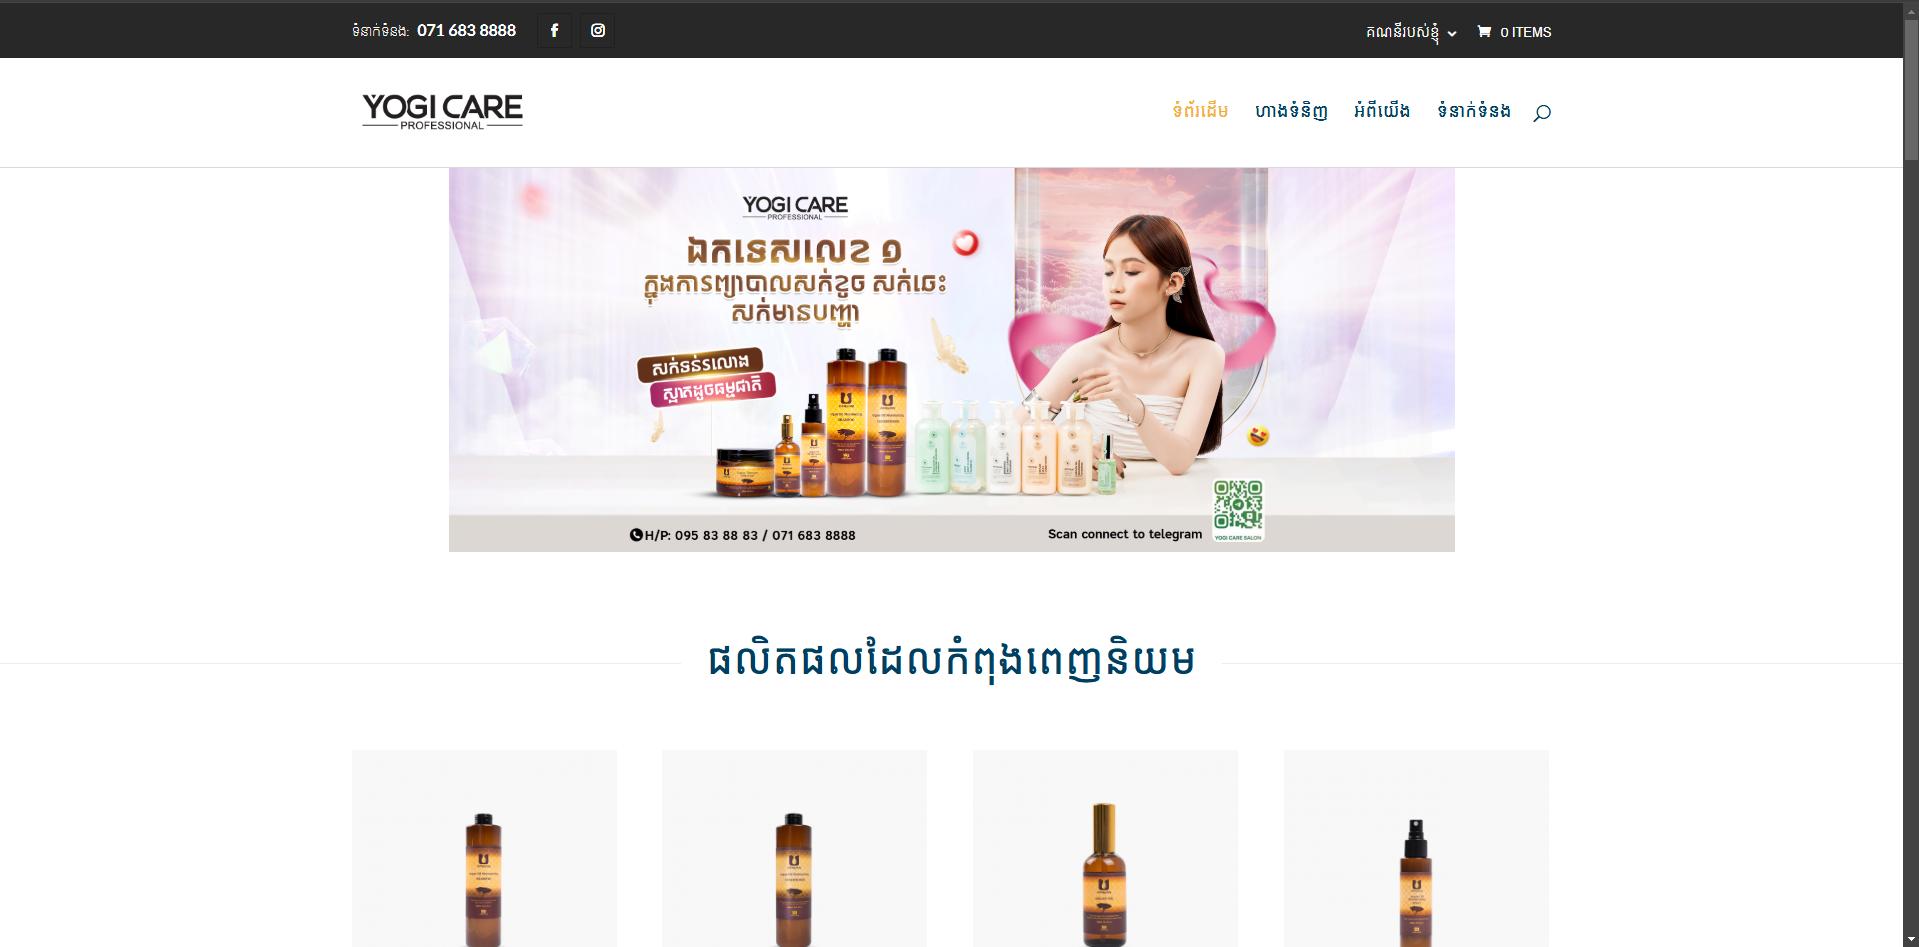 ទំនាក់ទំនង: 071 683 8888
គណនីរបស់ខ្ញុំ
0 ITEMS
YOGI CARE
PROFESSIONAL
ទំព័រដើម
ហាងទំនិញ
អំពីយើង
ទំនាក់ទំនង
YOGI CARE
PROFESSIONAL
ឯកទេសលេខ ១
ក្នុងការព្យាបាលសក់ខូច សក់ឆេះ
សក់មានបញ្ហា
សក់ទន់រលោង
ស្អាតដូចធម្មជាតិ
H/P: 095 83 88 83 / 071 683 8888
Scan connect to telegram
YOGI CARE SALON
ផលិតផលដែលកំពុងពេញនិយម